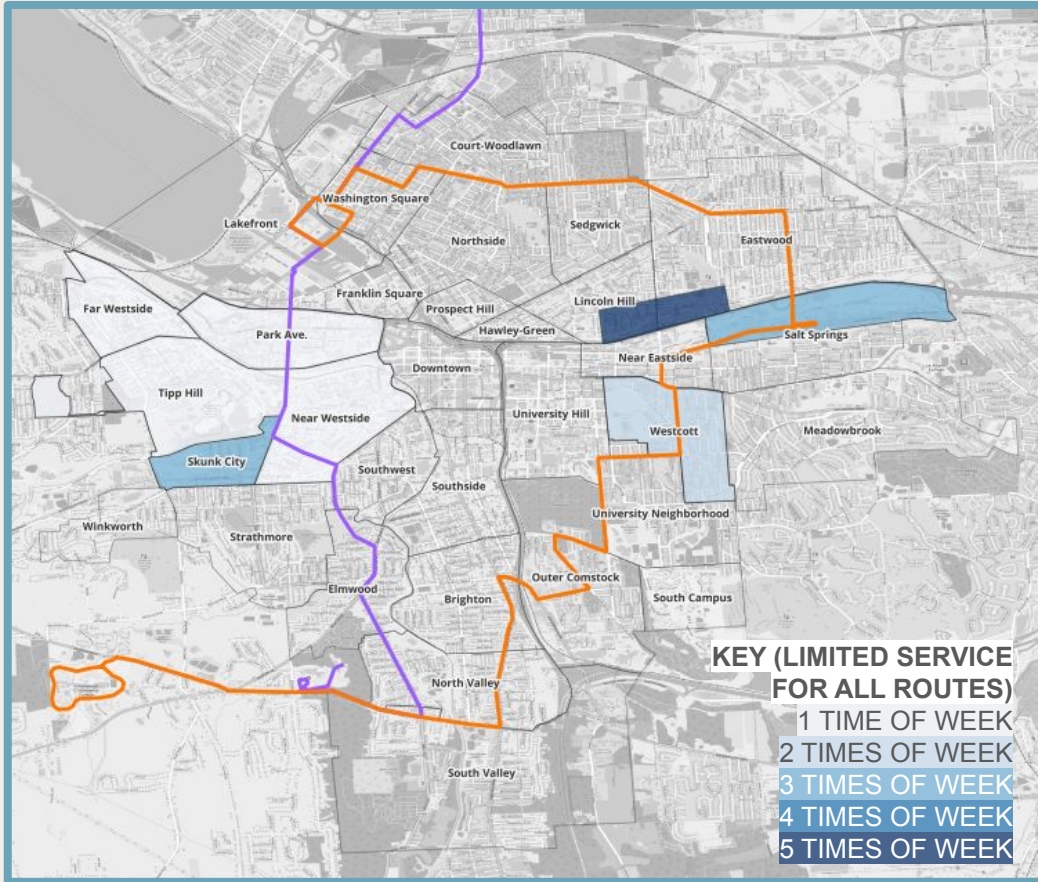 Court-Woodlawn
Washington Square
Lakefront
Sedgwick
Northside
Eastwood
Franklin Square
Lincoln Hill
Far Westside
Prospect Hill
Park Ave.
Hawley-Green
Salt Springs
Near Eastside
Downtown
Tipp Hill
University Hill
Near Westside
Westcott
Meadowbrook
Skunk City
Southwest
Southside
University Neighborhood
Winkworth
Strathmore
Outer Comstock
Elmwood
Brighton
South Campus
North Valley
South Valley
KEY (LIMITED SERVICE
FOR ALL ROUTES)
1 TIME OF WEEK
2 TIMES OF WEEK
3 TIMES OF WEEK
4 TIMES OF WEEK
5 TIMES OF WEEK